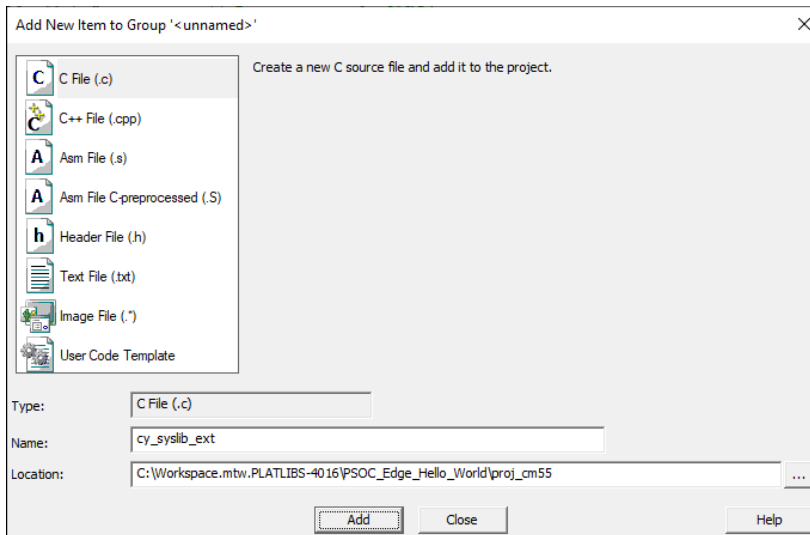 Add New Item to Group '<unnamed>'
C File (.c)
Create a new C source file and add it to the project.
C++ File (.cpp)
Asm File (.s)
Asm File C-preprocessed (.S)
Header File (.h)
Text File (.txt)
Image File (.*)
User Code Template
Type:
C File (.c)
Name:
cy_syslib_ext
Location:
C:\Workspace.mtw.PLATLIBS-4016\PSOC_Edge_Hello_World\proj_cm55
...
Add
Close
Help